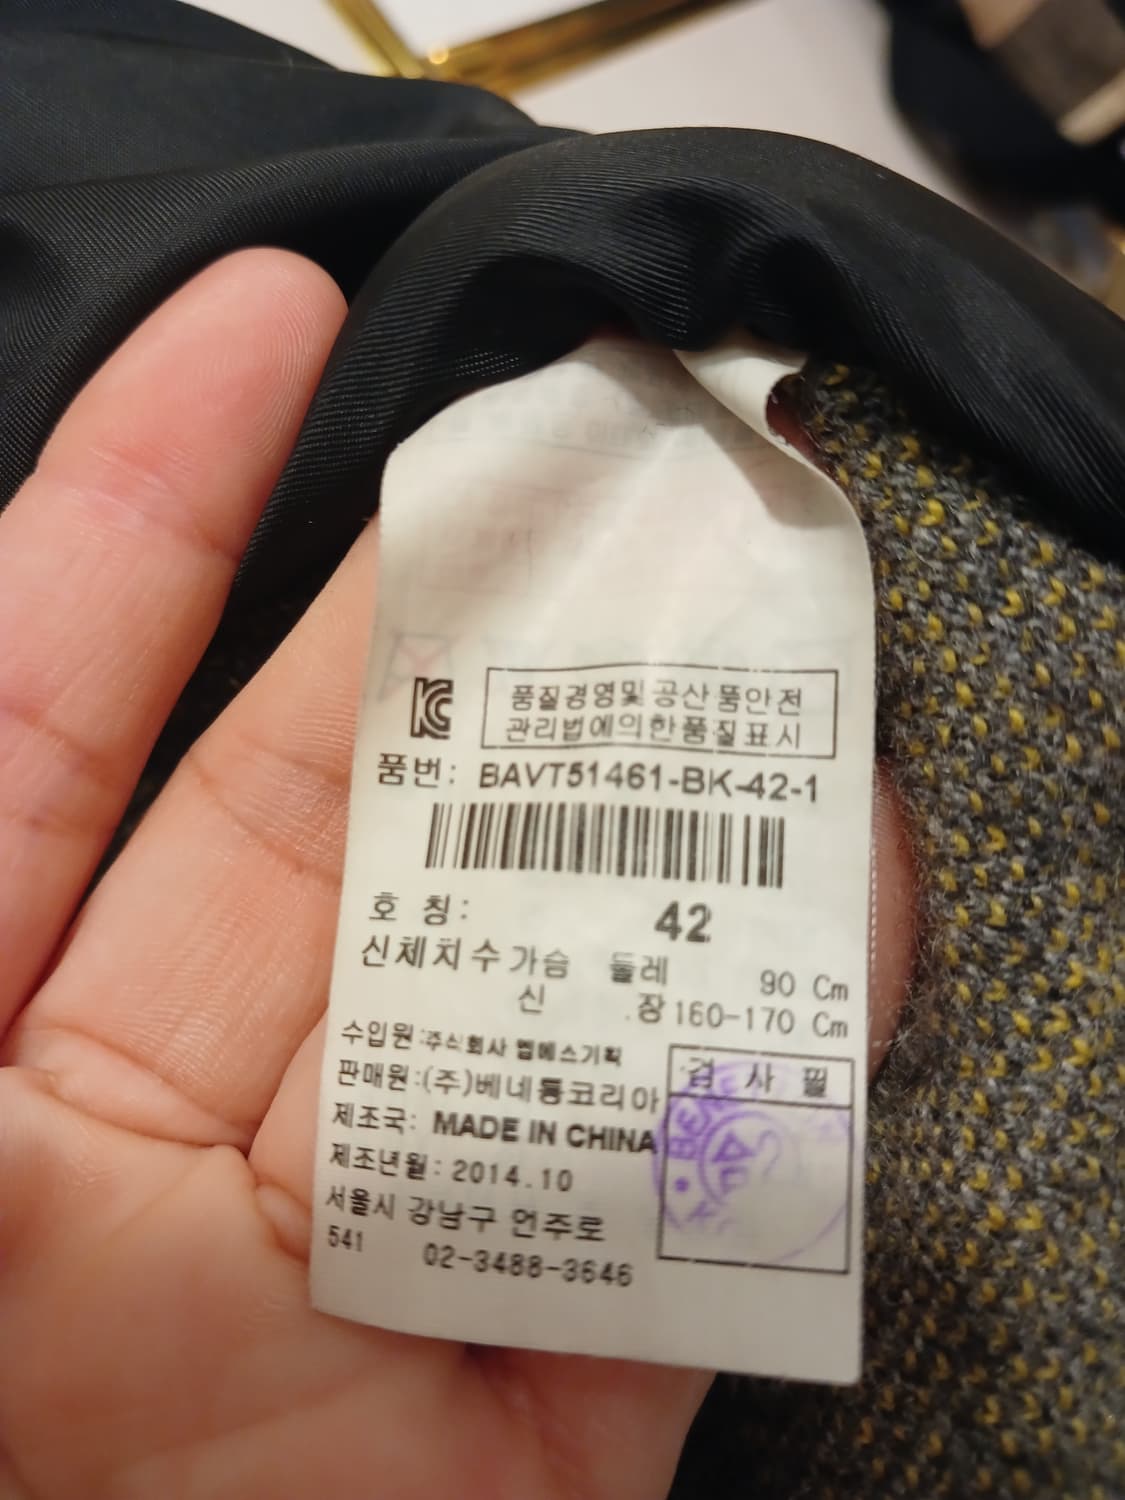 KC
품질경영및 공산품안전
관리법에의한품질표시
품번: BAVT51461-BK-42-1
호 칭: 42
신체치수 가슴 둘레 90 Cm
신 장 160-170 Cm
수입원:주식회사 엠에스기획
판매원:(주)베네통코리아
제조국: MADE IN CHINA
제조년월: 2014.10
서울시 강남구 언주로
541 02-3488-3646
검 사 필